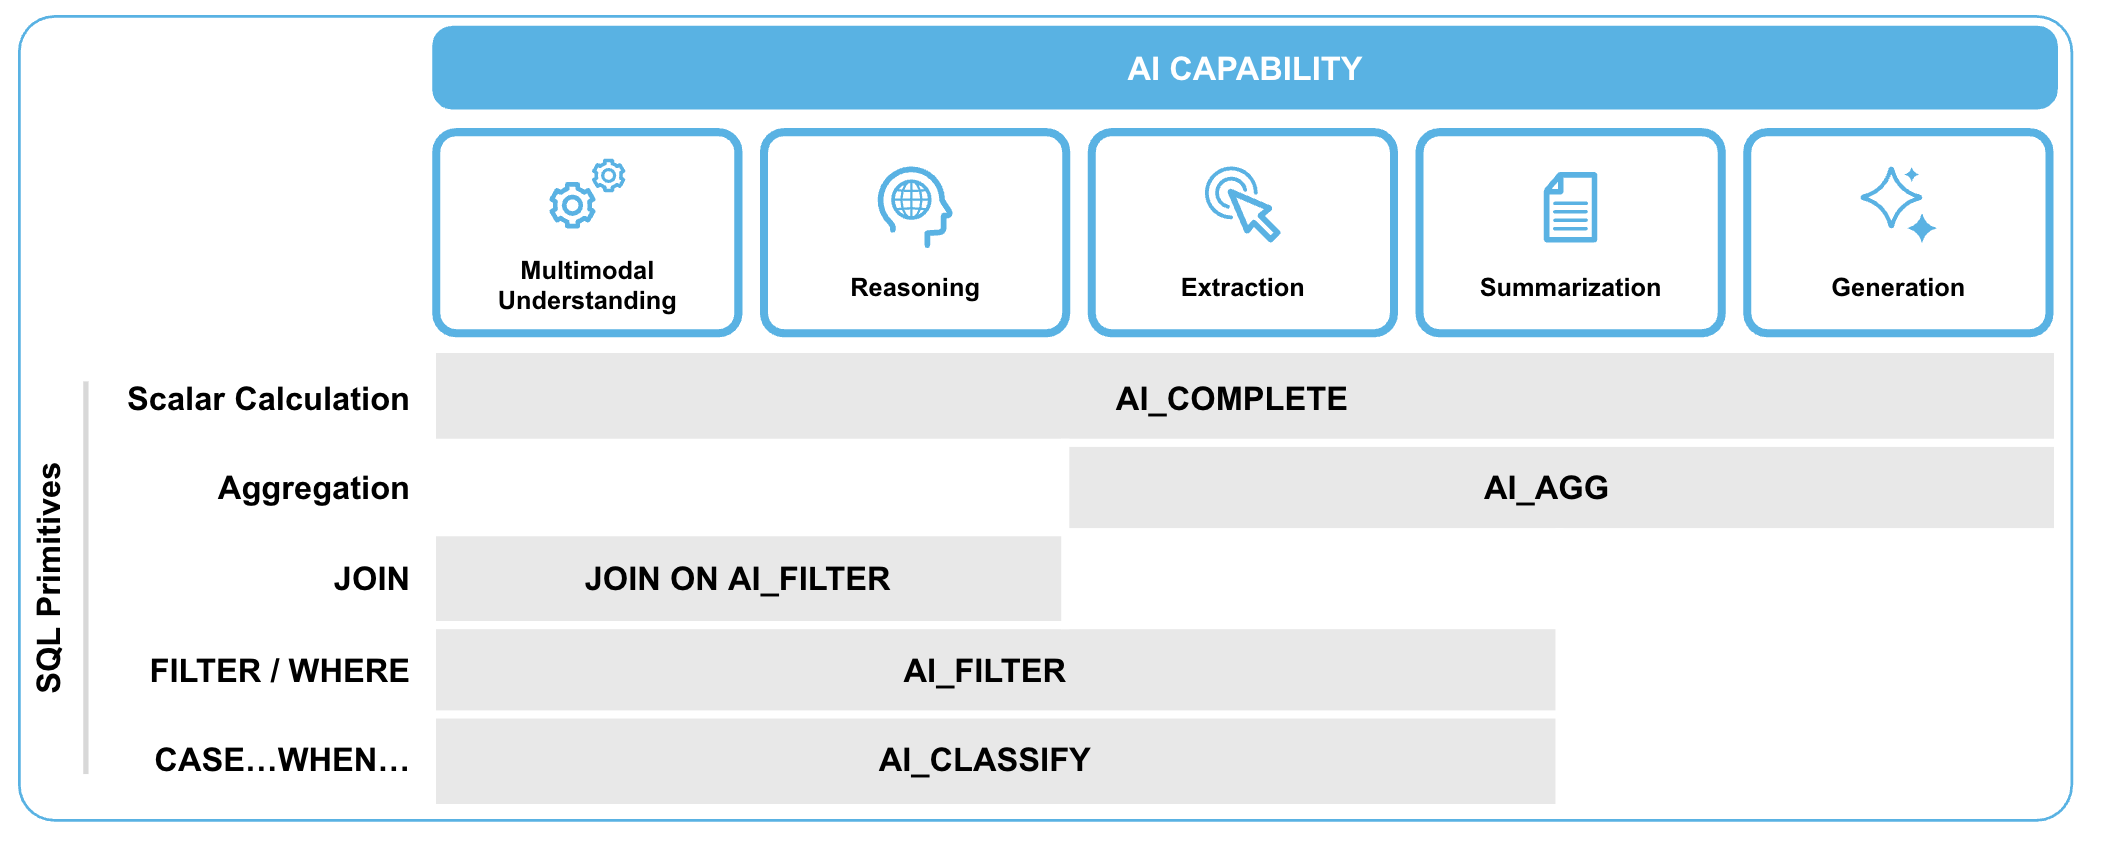 AI CAPABILITY
Multimodal
Understanding
Reasoning
Extraction
Summarization
Generation
SQL Primitives
Scalar Calculation
AI_COMPLETE
Aggregation
AI_AGG
JOIN
JOIN ON AI_FILTER
FILTER / WHERE
AI_FILTER
CASE…WHEN…
AI_CLASSIFY